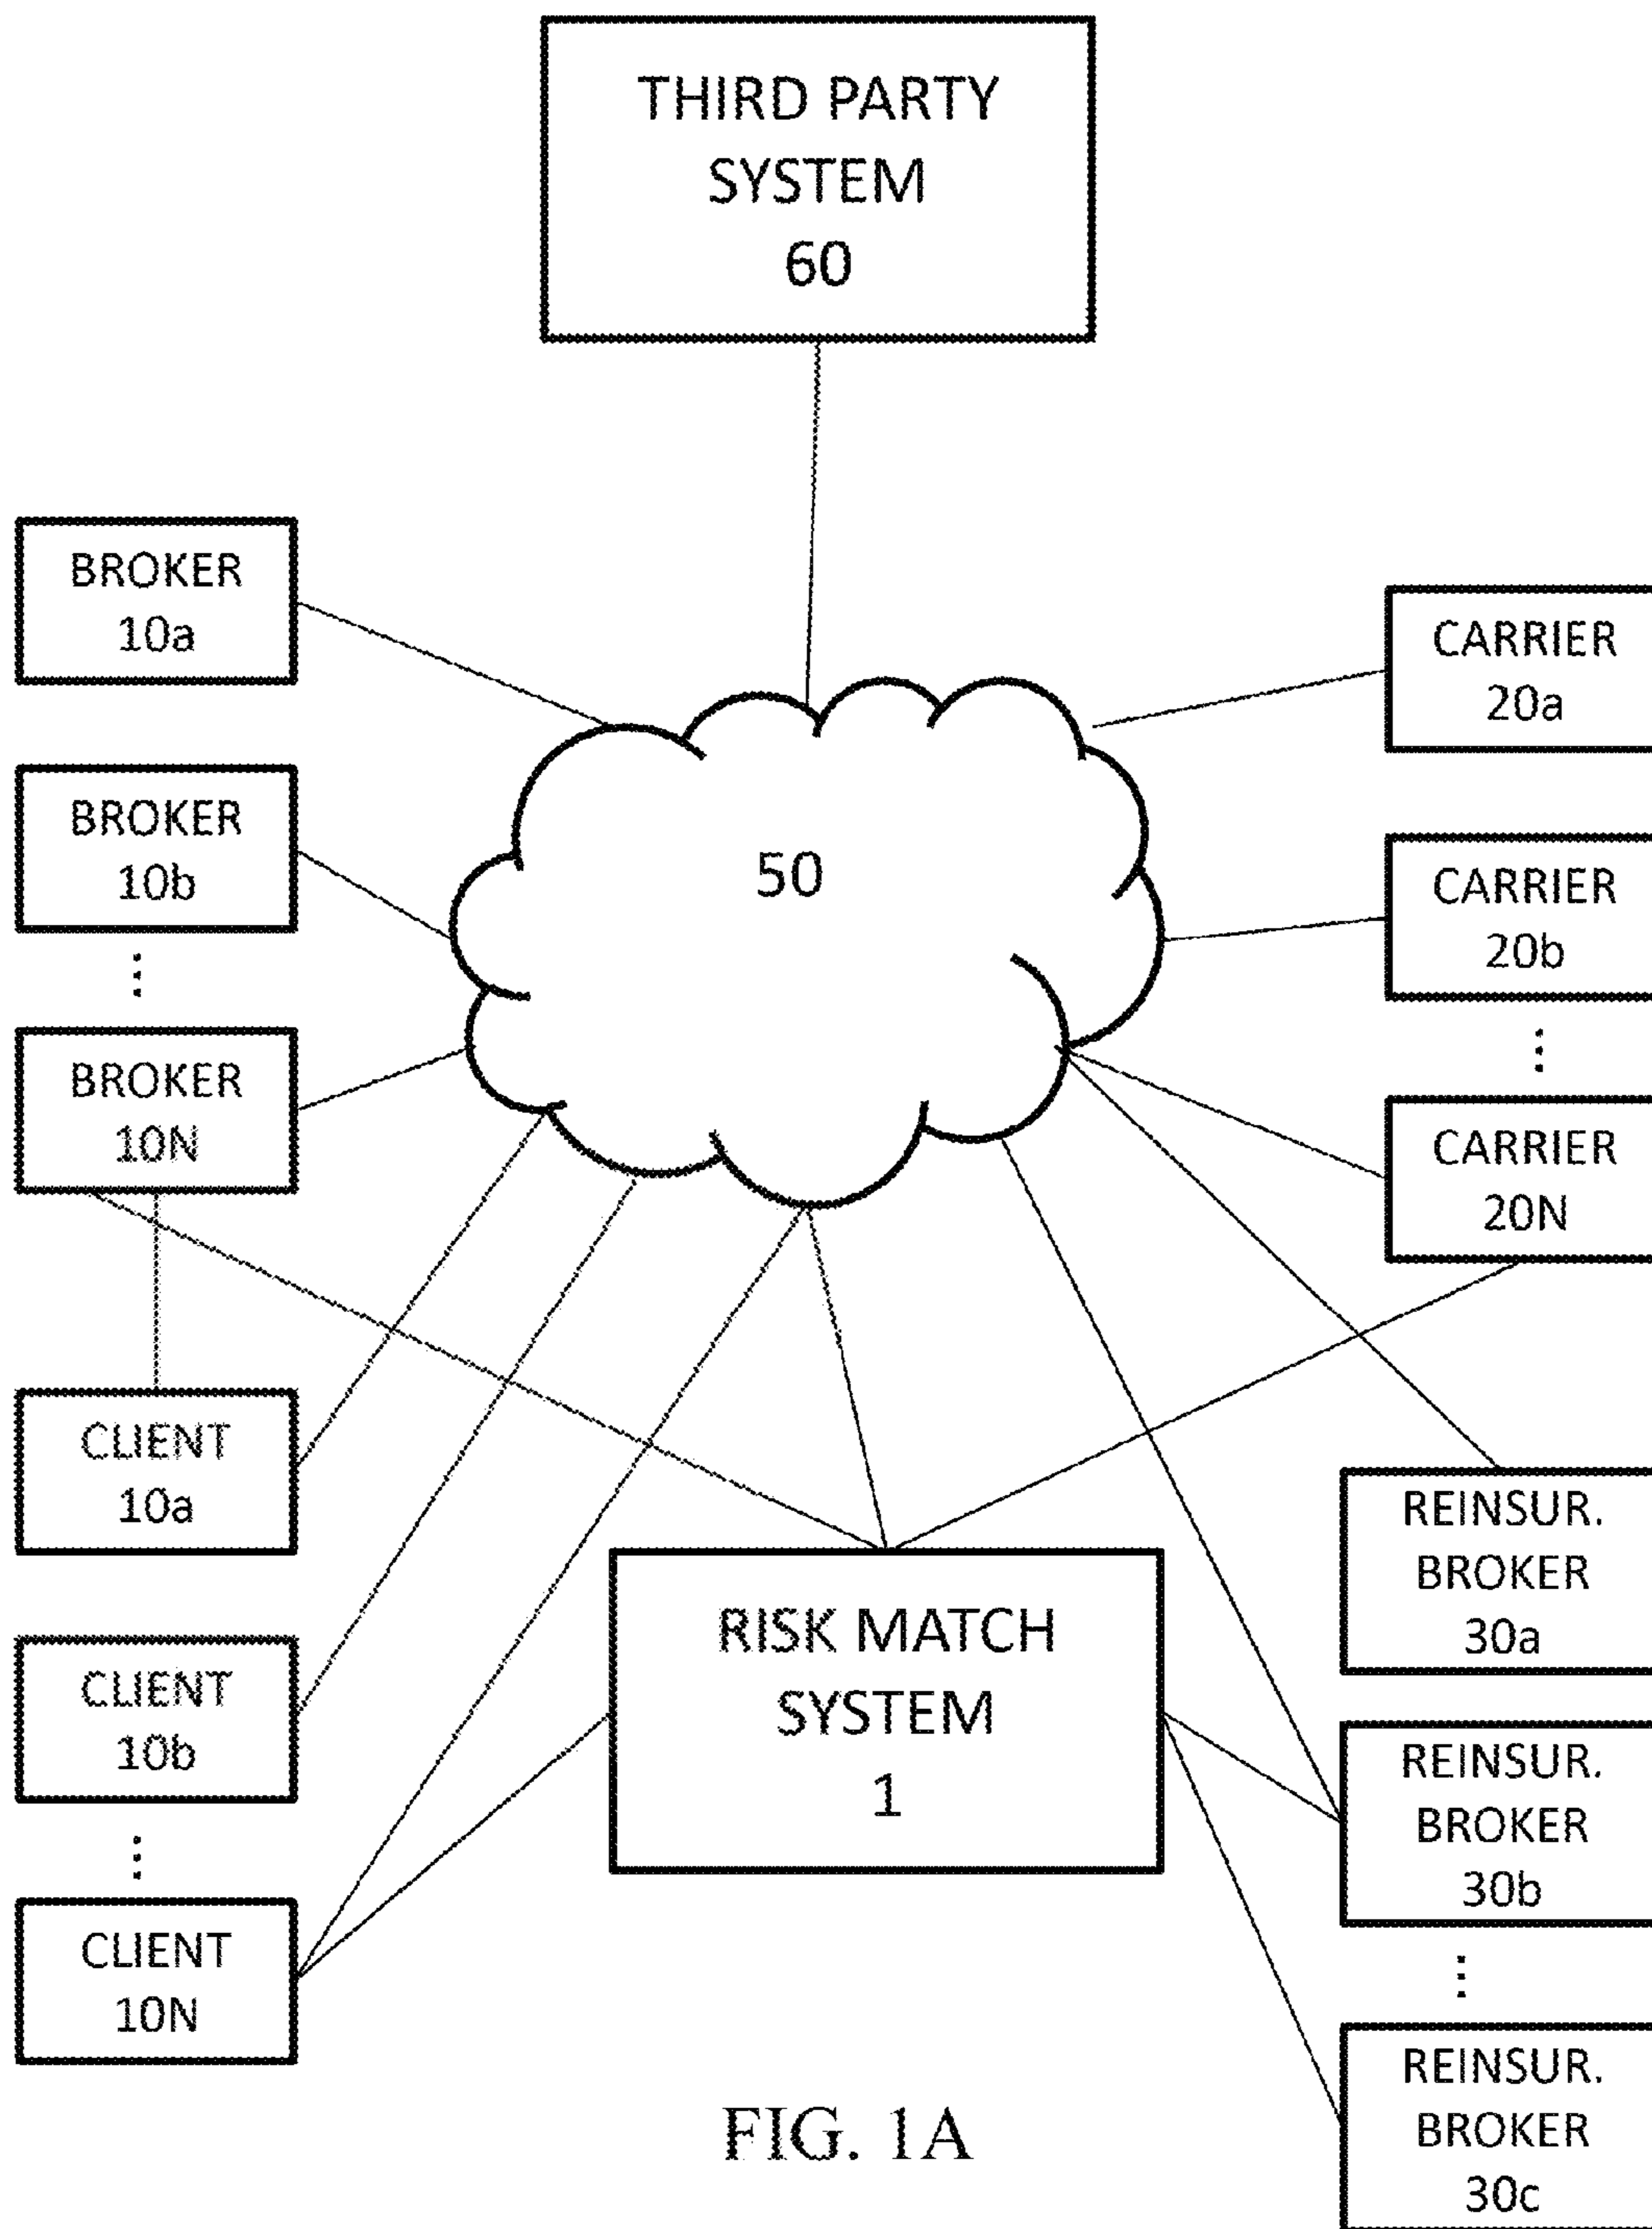 THIRD PARTY
SYSTEM
60
BROKER
10a
CARRIER
20a
BROKER
10b
50
CARRIER
20b
BROKER
10N
CARRIER
20N
CLIENT
10a
REINSUR.
BROKER
30a
RISK MATCH
SYSTEM
1
CLIENT
10b
REINSUR.
BROKER
30b
CLIENT
10N
REINSUR.
BROKER
30c
FIG. 1A